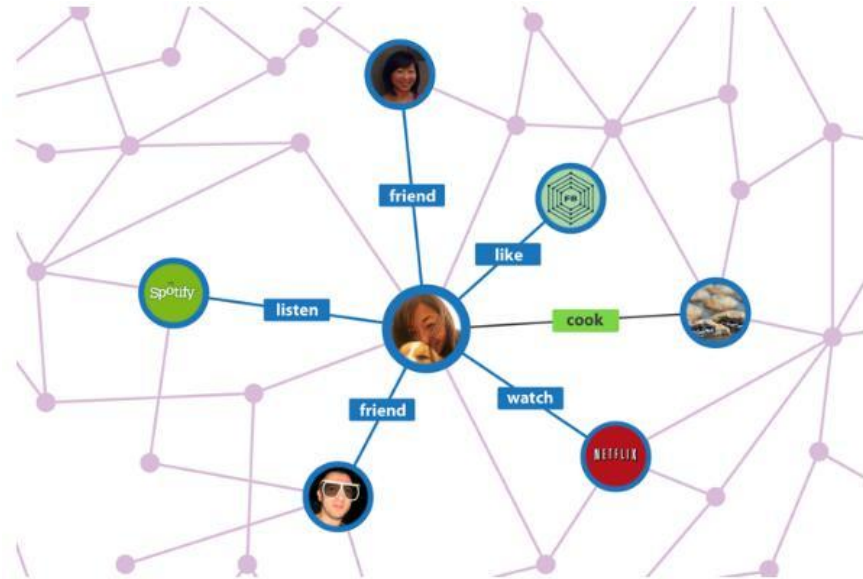 friend
FB
like
Spotify
listen
cook
friend
watch
NETFLIX